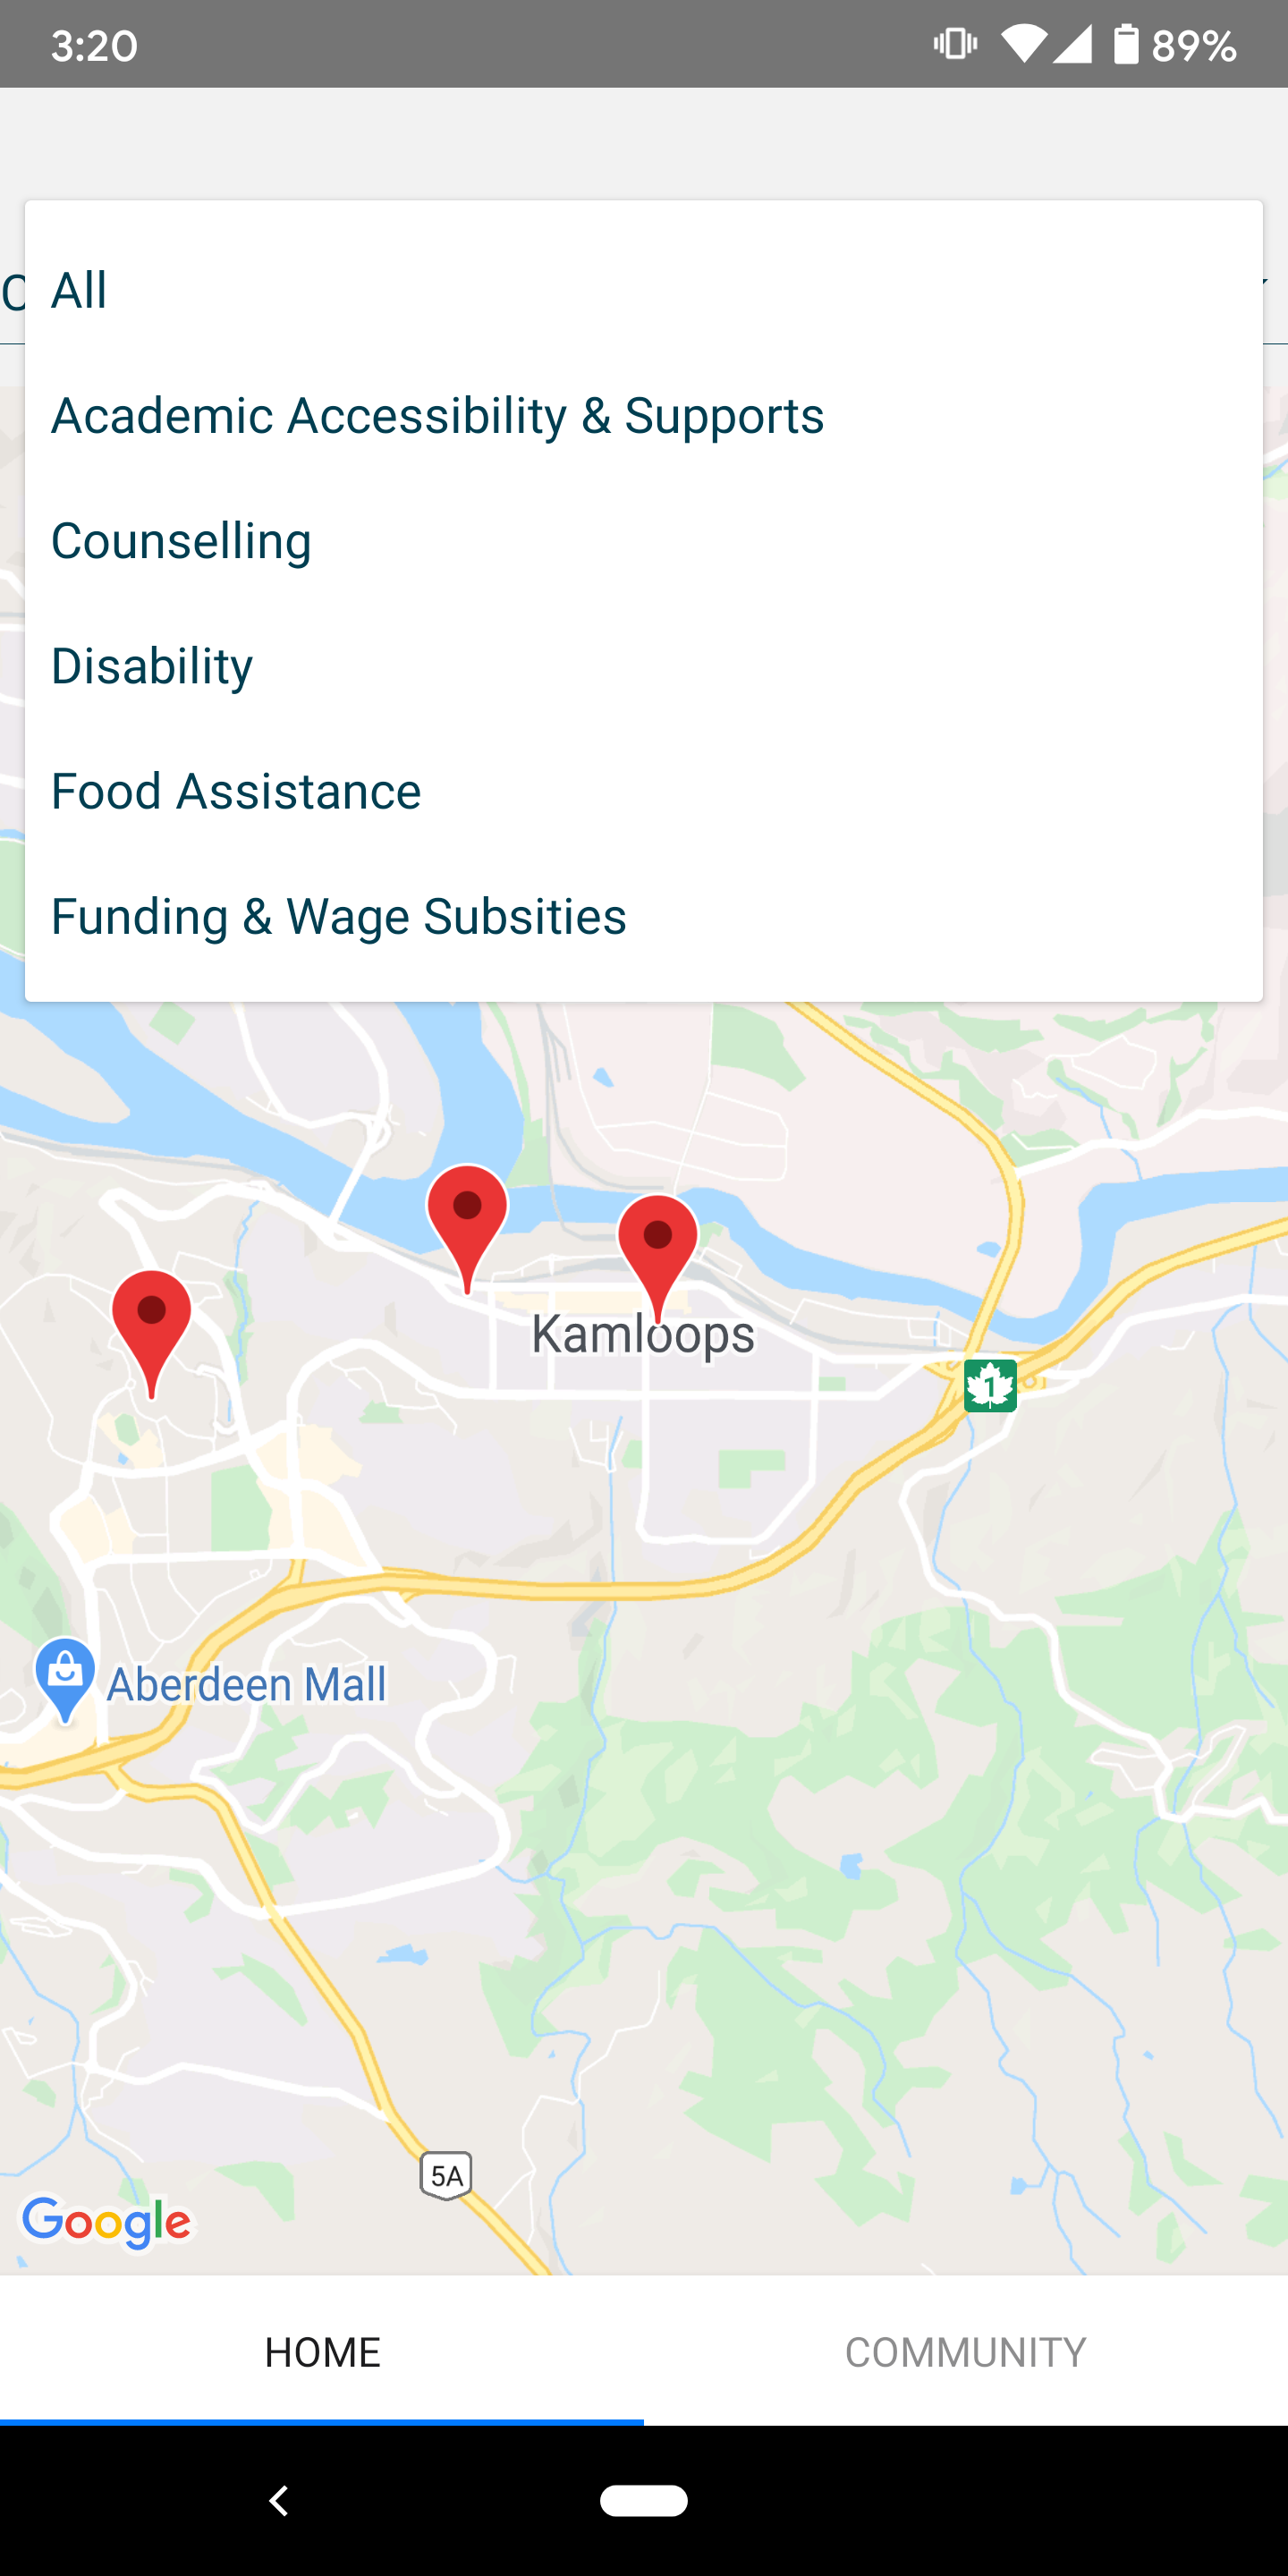 3:20
89%
All
Academic Accessibility & Supports
Counselling
Disability
Food Assistance
Funding & Wage Subsities
Kamloops
1
Aberdeen Mall
5A
Google
HOME
COMMUNITY